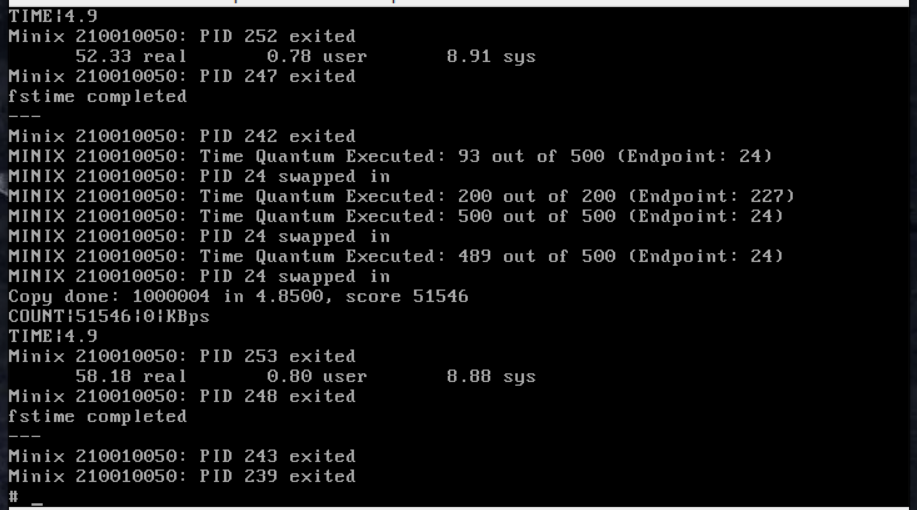 TIME|4.9
Minix 210010050: PID 252 exited
52.33 real 0.78 user 8.91 sys
Minix 210010050: PID 247 exited
fstime completed
---
Minix 210010050: PID 242 exited
MINIX 210010050: Time Quantum Executed: 93 out of 500 (Endpoint: 24)
MINIX 210010050: PID 24 swapped in
MINIX 210010050: Time Quantum Executed: 200 out of 200 (Endpoint: 227)
MINIX 210010050: Time Quantum Executed: 500 out of 500 (Endpoint: 24)
MINIX 210010050: PID 24 swapped in
MINIX 210010050: Time Quantum Executed: 489 out of 500 (Endpoint: 24)
MINIX 210010050: PID 24 swapped in
Copy done: 1000004 in 4.8500, score 51546
COUNT|51546|0|KBps
TIME|4.9
Minix 210010050: PID 253 exited
58.18 real 0.80 user 8.88 sys
Minix 210010050: PID 248 exited
fstime completed
---
Minix 210010050: PID 243 exited
Minix 210010050: PID 239 exited
# _